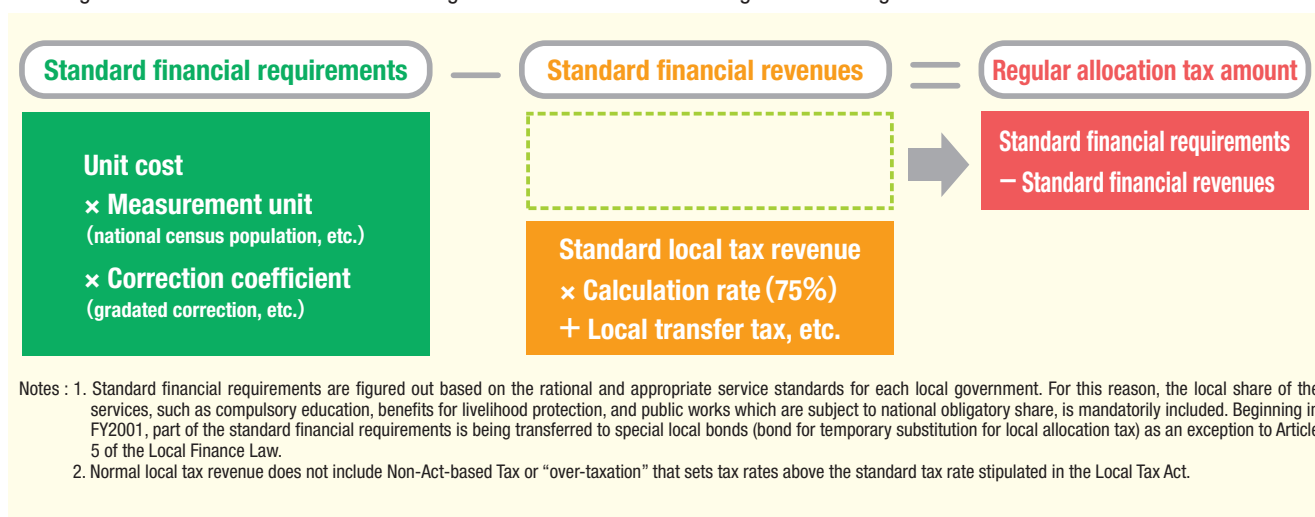 Standard financial requirements — Standard financial revenues = Regular allocation tax amount
Unit cost
× Measurement unit
(national census population, etc.)
× Correction coefficient
(gradated correction, etc.)
Standard local tax revenue
× Calculation rate (75%)
+ Local transfer tax, etc.
Standard financial requirements
− Standard financial revenues
Notes : 1. Standard financial requirements are figured out based on the rational and appropriate service standards for each local government. For this reason, the local share of the
services, such as compulsory education, benefits for livelihood protection, and public works which are subject to national obligatory share, is mandatorily included. Beginning in
FY2001, part of the standard financial requirements is being transferred to special local bonds (bond for temporary substitution for local allocation tax) as an exception to Article
5 of the Local Finance Law.
2. Normal local tax revenue does not include Non-Act-based Tax or “over-taxation” that sets tax rates above the standard tax rate stipulated in the Local Tax Act.